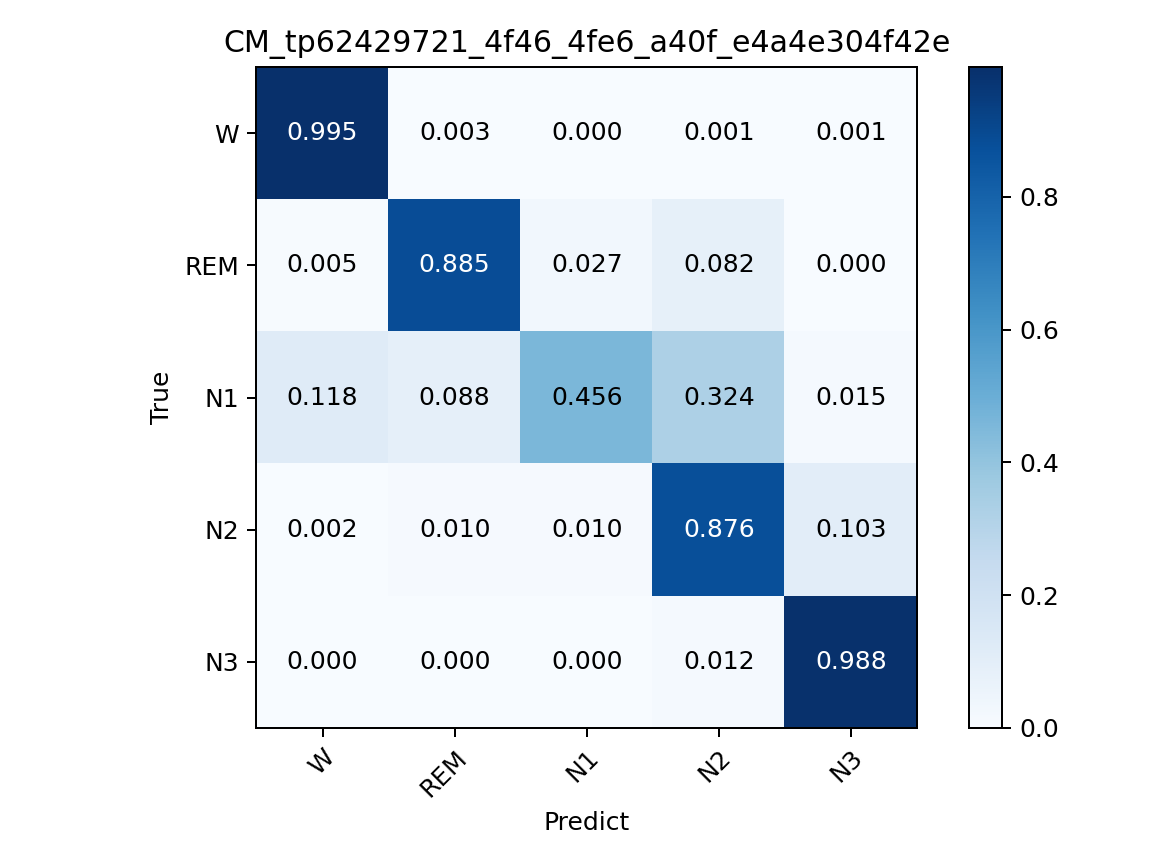 CM_tp62429721_4f46_4fe6_a40f_e4a4e304f42e
W 0.995 0.003 0.000 0.001 0.001
0.8
REM 0.005 0.885 0.027 0.082 0.000
0.6
True
N1 0.118 0.088 0.456 0.324 0.015
0.4
N2 0.002 0.010 0.010 0.876 0.103
0.2
N3 0.000 0.000 0.000 0.012 0.988
0.0
W REM N1 N2 N3
Predict